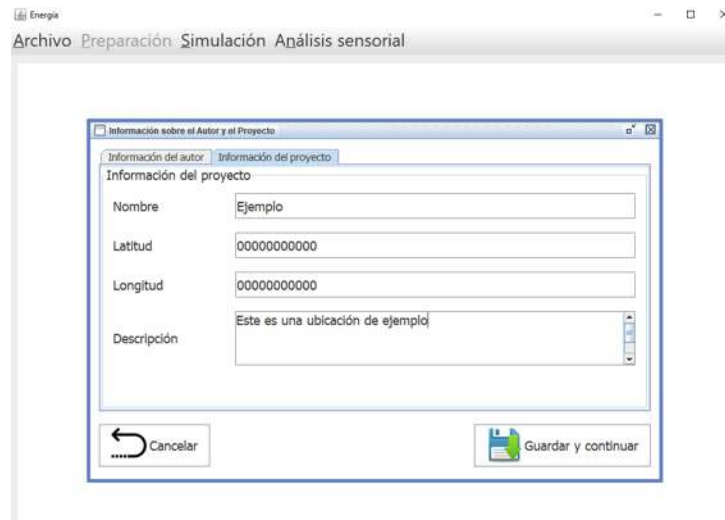 Energia
Archivo Preparación Simulación Análisis sensorial
Información sobre el Autor y el Proyecto
Información del autor Información del proyecto
Información del proyecto
Nombre Ejemplo
Latitud 00000000000
Longitud 00000000000
Este es una ubicación de ejemplo
Descripción
Cancelar Guardar y continuar